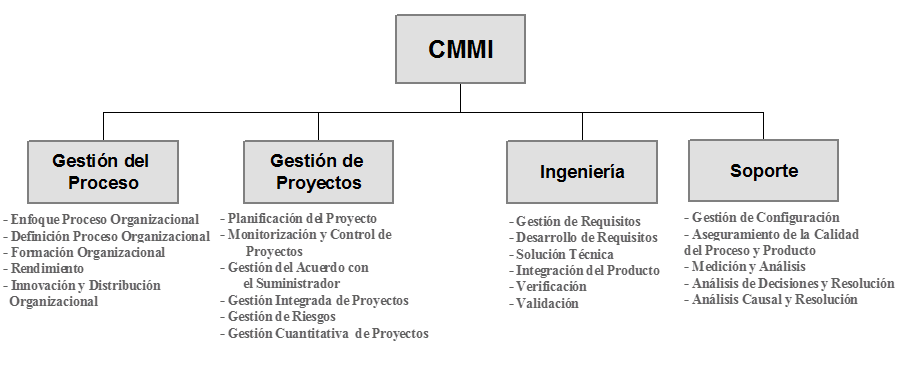 CMMI
Gestión del
Proceso
- Enfoque Proceso Organizacional
- Definición Proceso Organizacional
- Formación Organizacional
- Rendimiento
- Innovación y Distribución
Organizacional
Gestión de
Proyectos
- Planificación del Proyecto
- Monitorización y Control de
Proyectos
- Gestión del Acuerdo con
el Suministrador
- Gestión Integrada de Proyectos
- Gestión de Riesgos
- Gestión Cuantitativa de Proyectos
Ingeniería
- Gestión de Requisitos
- Desarrollo de Requisitos
- Solución Técnica
- Integración del Producto
- Verificación
- Validación
Soporte
- Gestión de Configuración
- Aseguramiento de la Calidad
del Proceso y Producto
- Medición y Análisis
- Análisis de Decisiones y Resolución
- Análisis Causal y Resolución